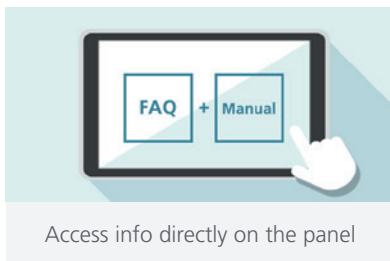 FAQ + Manual
Access info directly on the panel